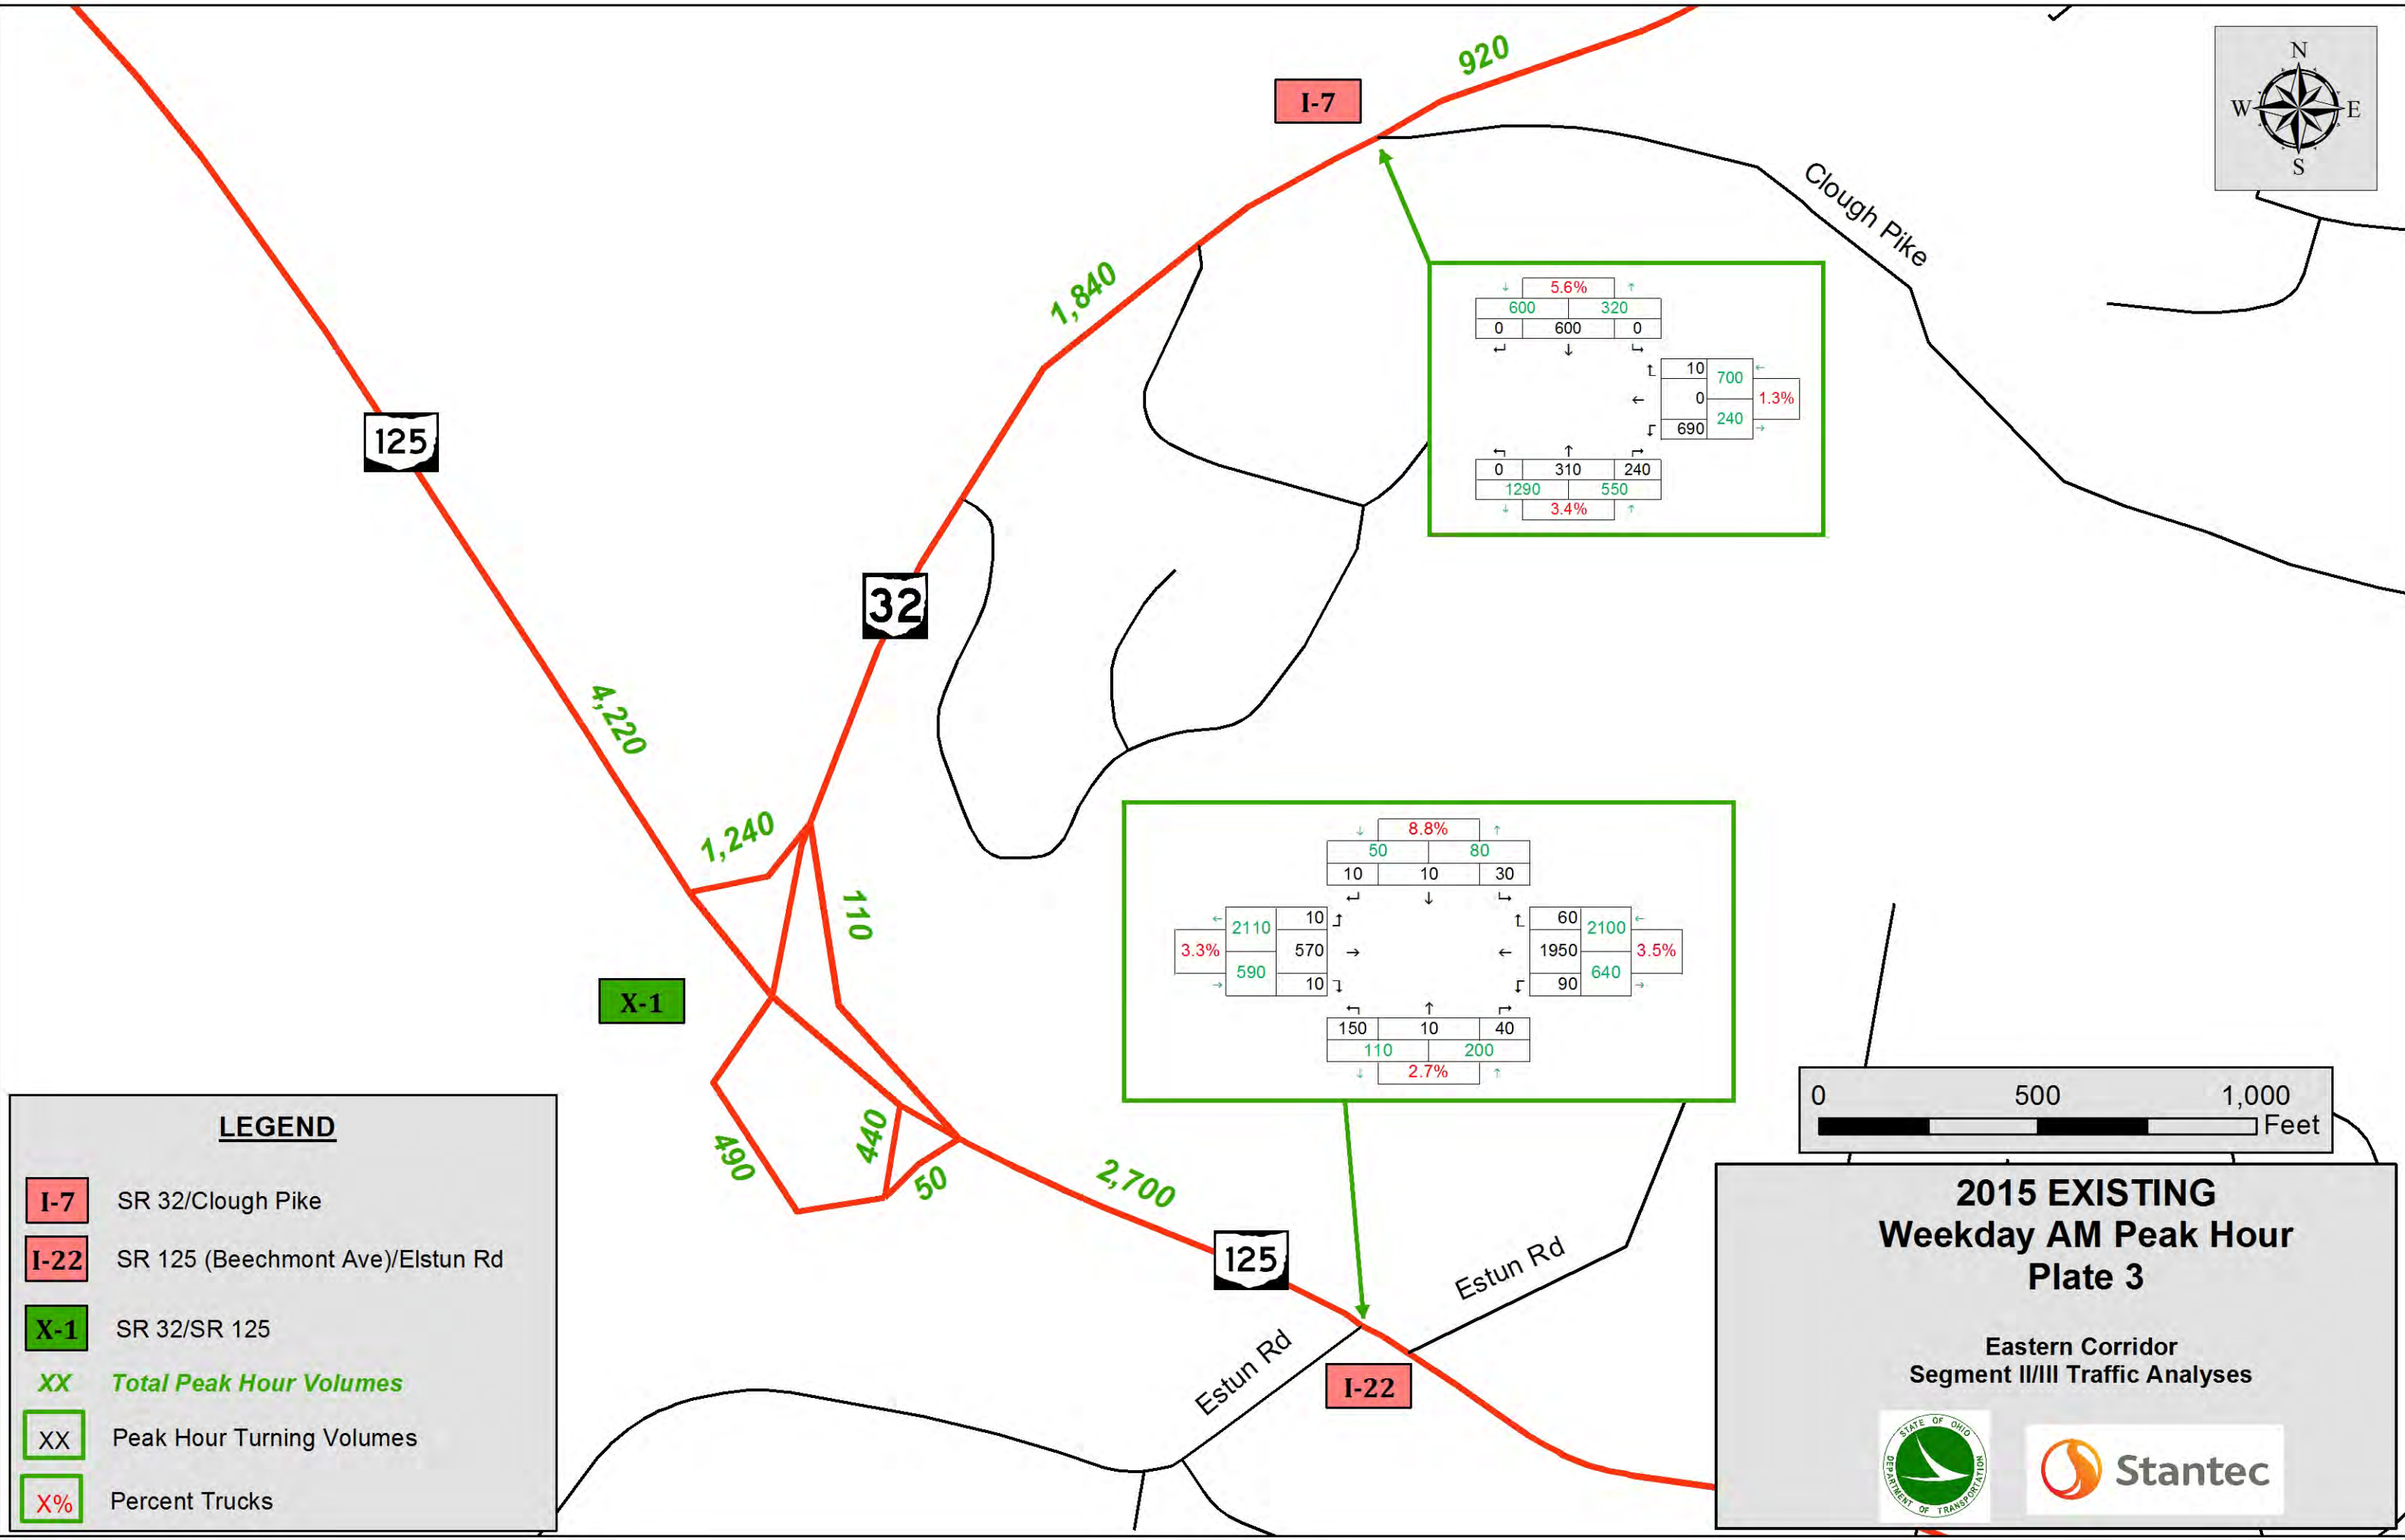 920
I-7
N
W E
S
Clough Pike
1,840
5.6%
600 320
0 600 0
10 700
0 1.3%
240
690
0 310 240
1290 550
3.4%
125
32
4,220
1,240
110
8.8%
50 80
10 10 30
10 60
2110 2100
3.3% 570 1950 3.5%
590 640
10 90
150 10 40
110 200
2.7%
X-1
490
440
50
2,700
125
Estun Rd
Estun Rd
I-22
0 500 1,000
Feet
LEGEND
I-7 SR 32/Clough Pike
I-22 SR 125 (Beechmont Ave)/Elstun Rd
X-1 SR 32/SR 125
XX Total Peak Hour Volumes
XX Peak Hour Turning Volumes
X% Percent Trucks
2015 EXISTING
Weekday AM Peak Hour
Plate 3
Eastern Corridor
Segment II/III Traffic Analyses
STATE OF OHIO
DEPARTMENT OF TRANSPORTATION
Stantec